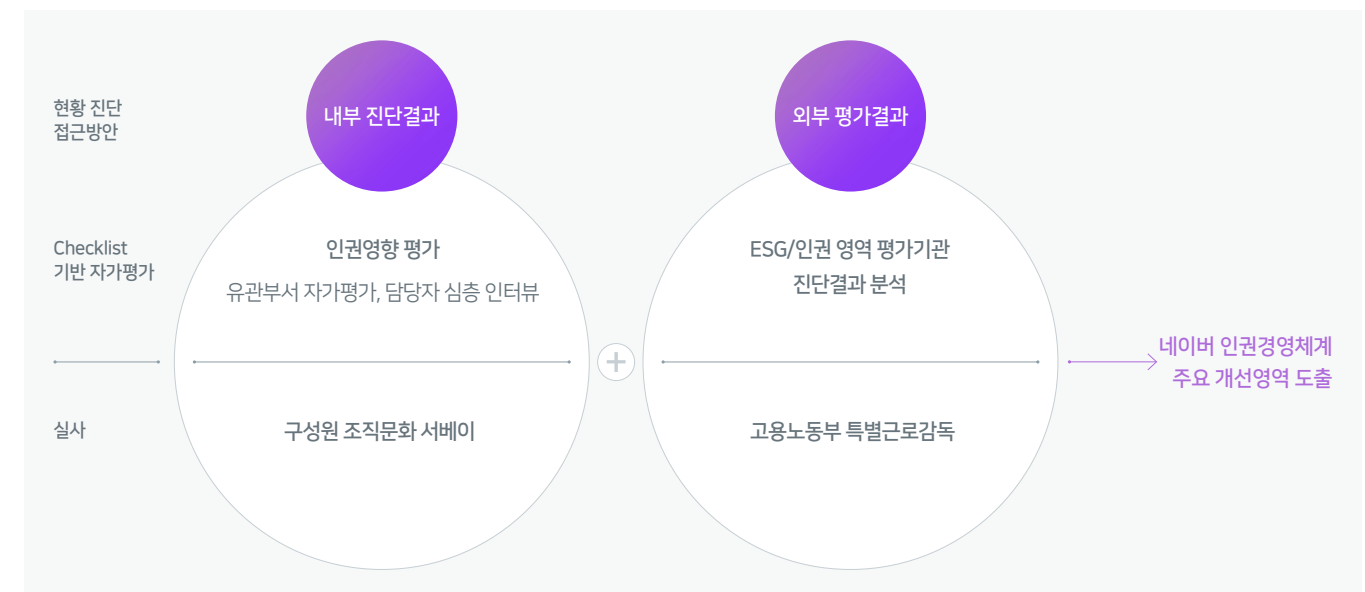 현황 진단
접근방안
내부 진단결과
외부 평가결과
Checklist
기반 자가평가
인권영향 평가
유관부서 자가평가, 담당자 심층 인터뷰
ESG/인권 영역 평가기관
진단결과 분석
네이버 인권경영체계
주요 개선영역 도출
실사
구성원 조직문화 서베이
고용노동부 특별근로감독